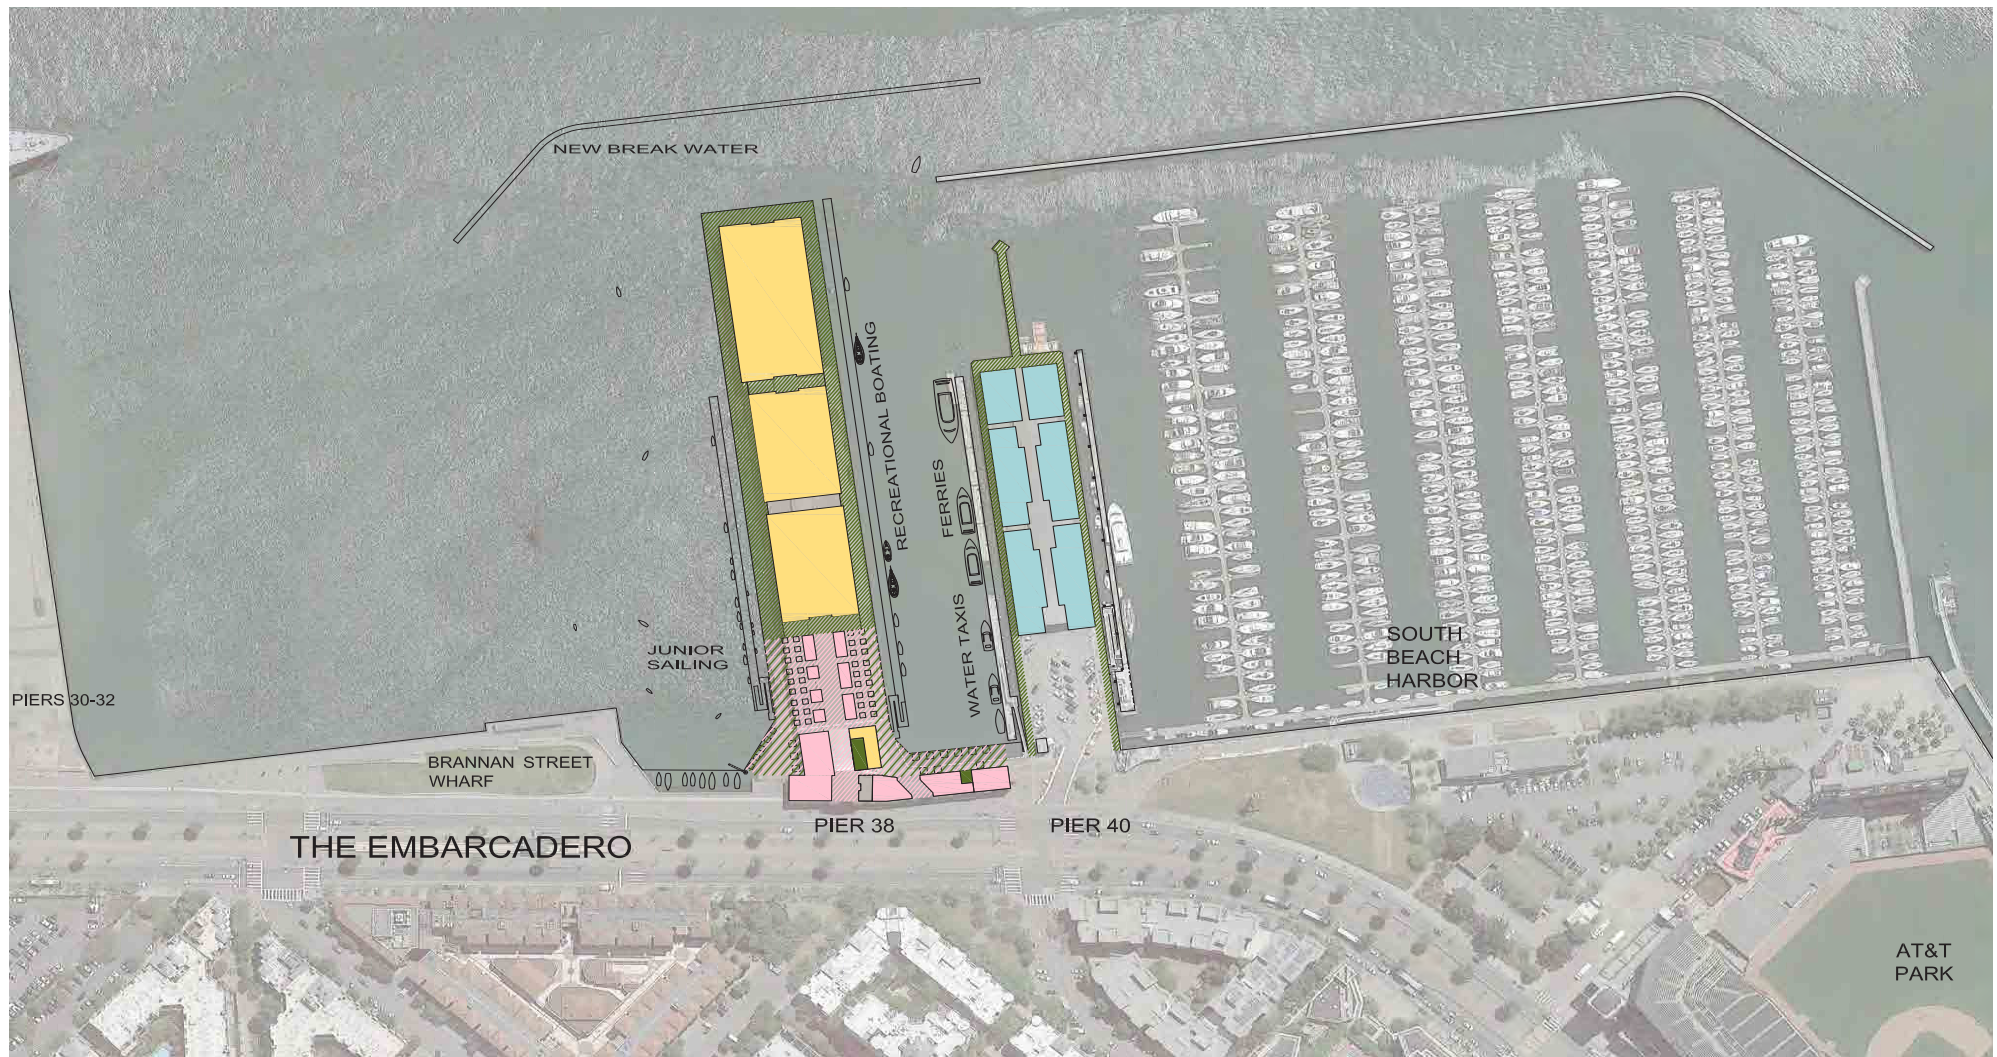 NEW BREAK WATER
RECREATIONAL BOATING
FERRIES
WATER TAXIS
JUNIOR
SAILING
SOUTH
BEACH
HARBOR
PIERS 30-32
BRANNAN STREET
WHARF
PIER 38
PIER 40
THE EMBARCADERO
AT&T
PARK